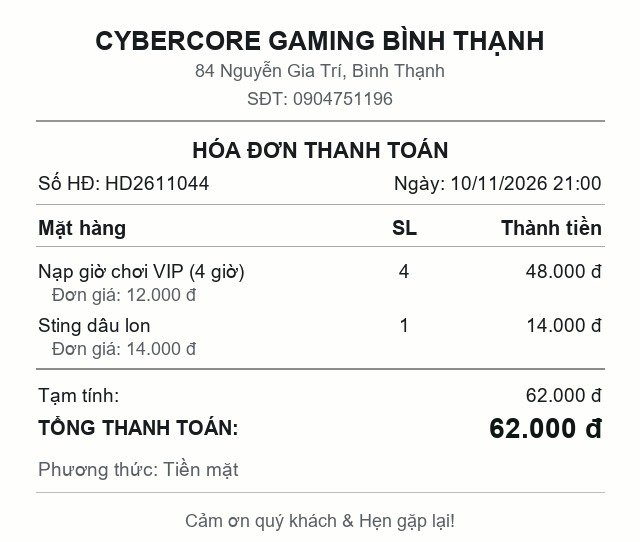 CYBERCORE GAMING BÌNH THẠNH
84 Nguyễn Gia Trí, Bình Thạnh
SĐT: 0904751196
HÓA ĐƠN THANH TOÁN
Số HĐ: HD2611044 Ngày: 10/11/2026 21:00
Mặt hàng SL Thành tiền
Nạp giờ chơi VIP (4 giờ) 4 48.000 đ
Đơn giá: 12.000 đ
Sting dâu lon 1 14.000 đ
Đơn giá: 14.000 đ
Tạm tính: 62.000 đ
TỔNG THANH TOÁN: 62.000 đ
Phương thức: Tiền mặt
Cảm ơn quý khách & Hẹn gặp lại!